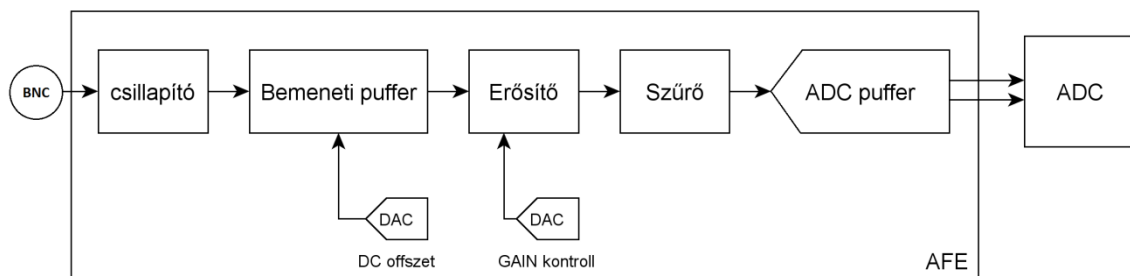 BNC
csillapító
Bemeneti puffer
Erősítő
Szűrő
ADC puffer
ADC
DAC
DC offszet
DAC
GAIN kontroll
AFE